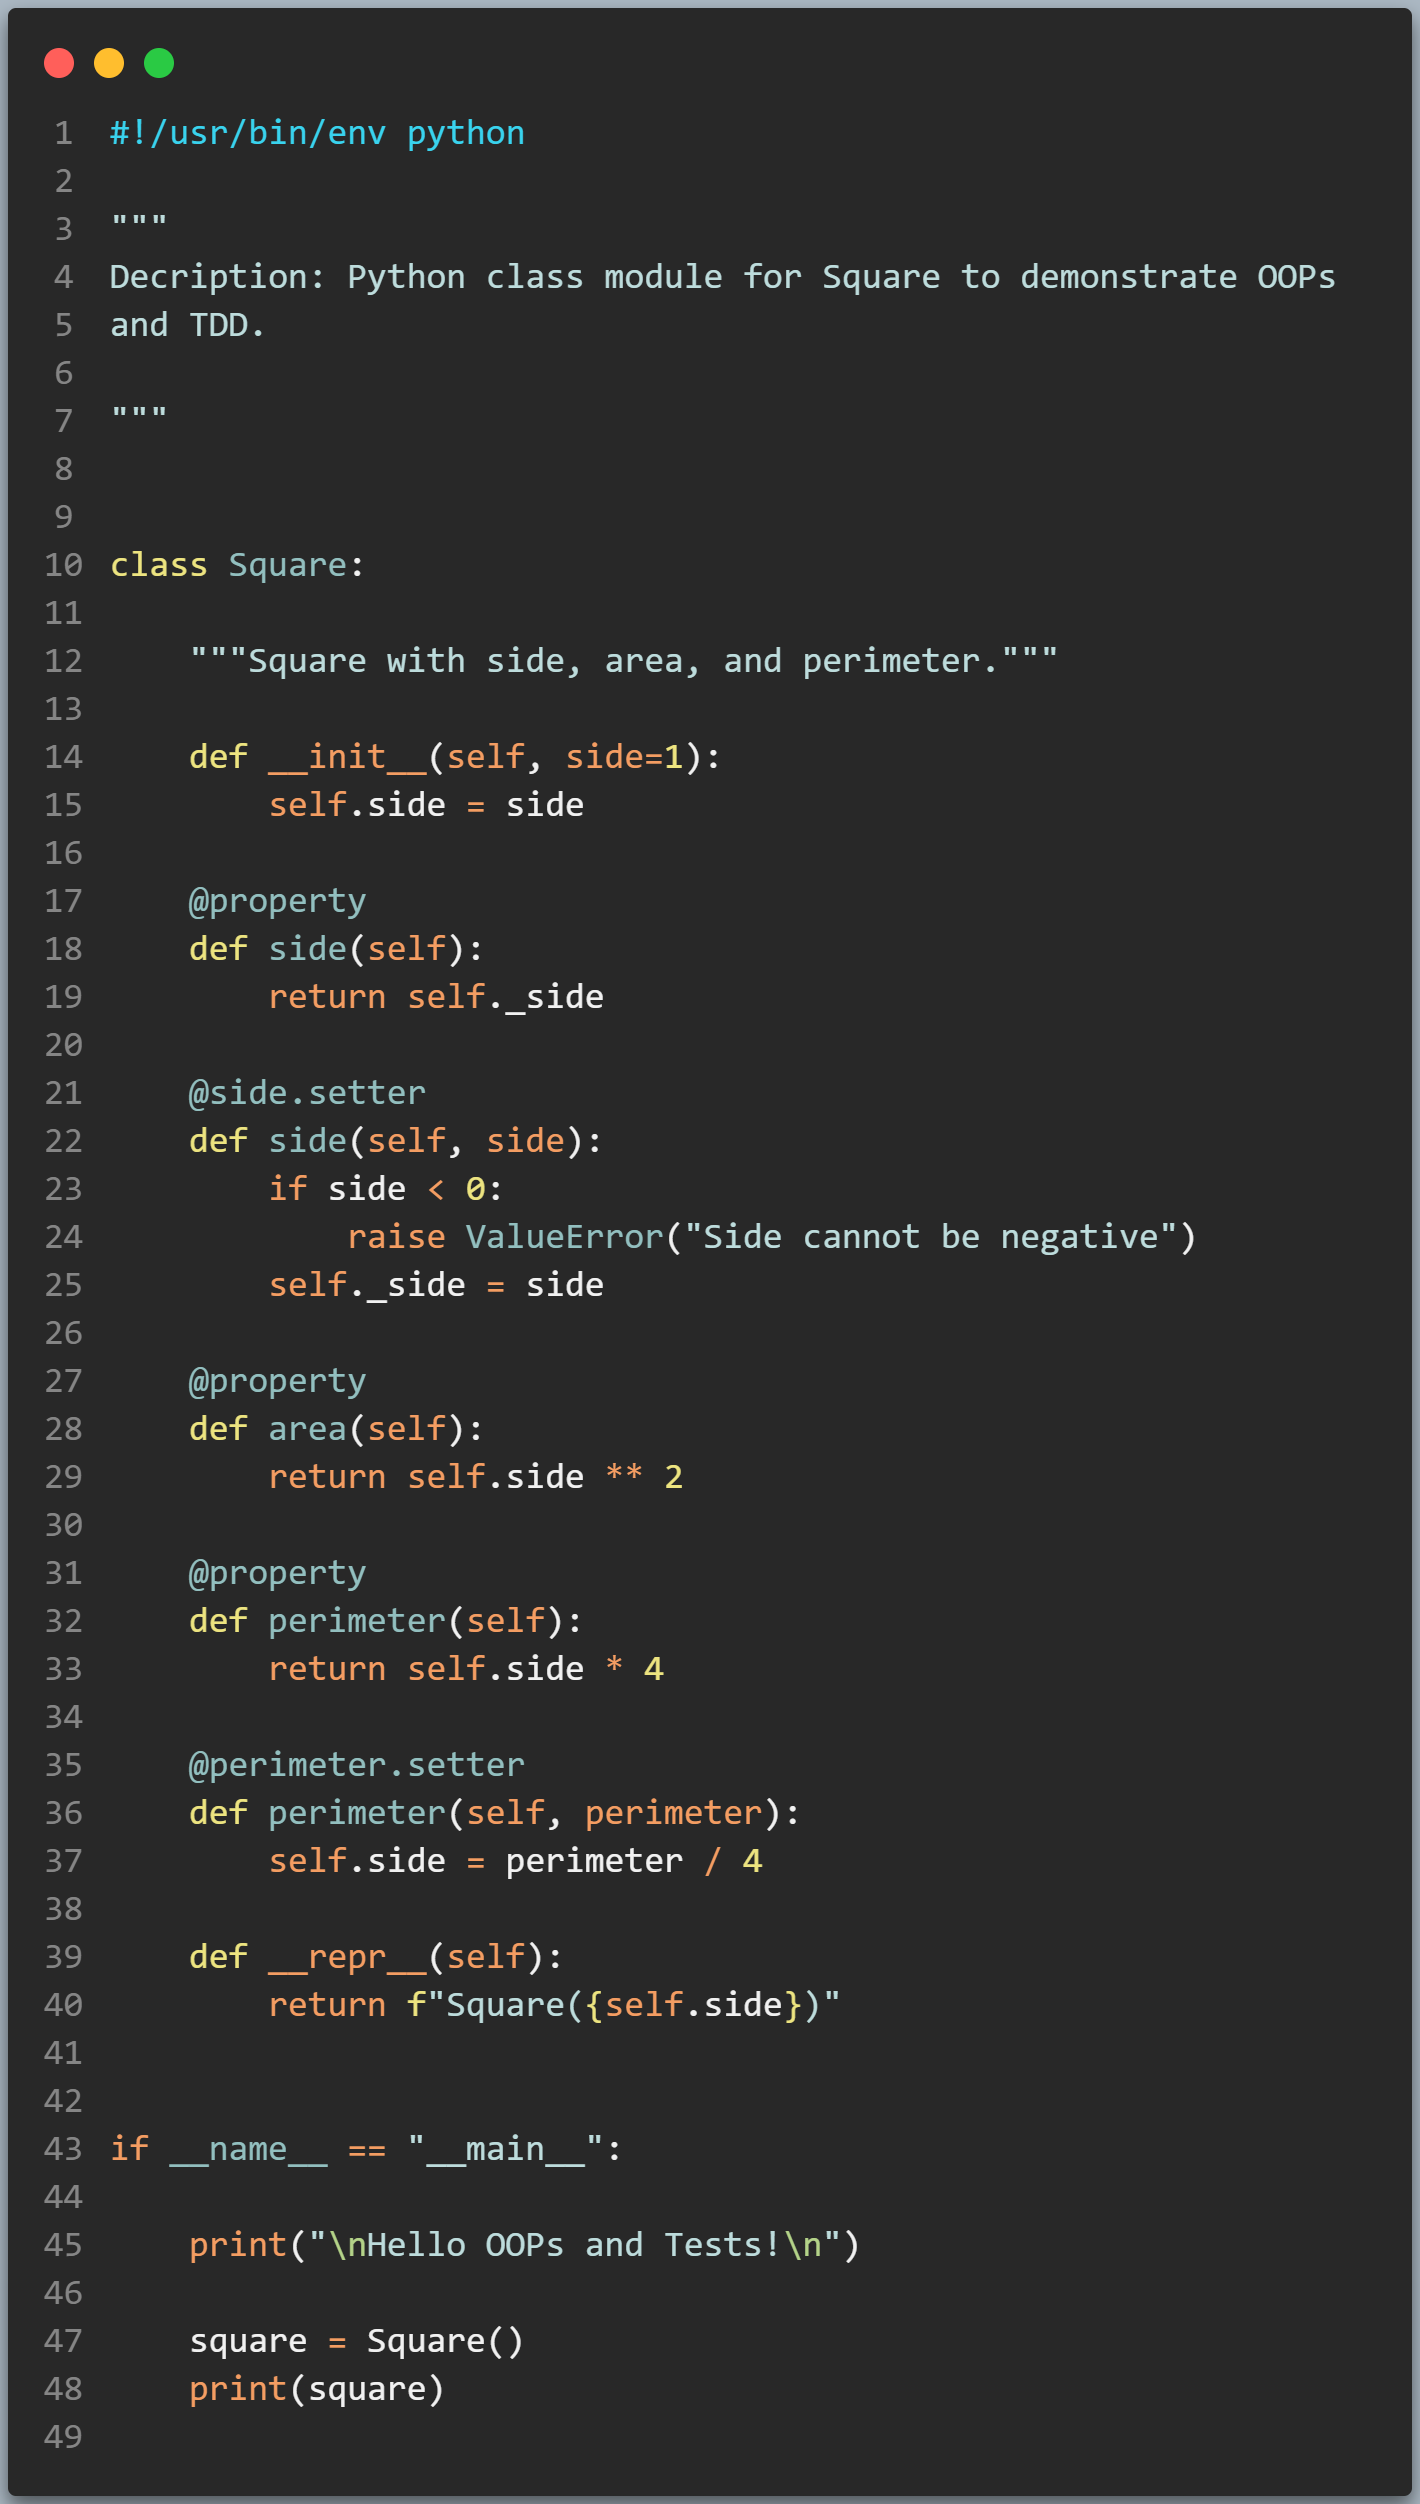 1 #!/usr/bin/env python
2
3 """
4 Decription: Python class module for Square to demonstrate OOPs
5 and TDD.
6
7 """
8
9
10 class Square:
11
12     """Square with side, area, and perimeter."""
13
14     def __init__(self, side=1):
15         self.side = side
16
17     @property
18     def side(self):
19         return self._side
20
21     @side.setter
22     def side(self, side):
23         if side < 0:
24             raise ValueError("Side cannot be negative")
25         self._side = side
26
27     @property
28     def area(self):
29         return self.side ** 2
30
31     @property
32     def perimeter(self):
33         return self.side * 4
34
35     @perimeter.setter
36     def perimeter(self, perimeter):
37         self.side = perimeter / 4
38
39     def __repr__(self):
40         return f"Square({self.side})"
41
42
43 if __name__ == "__main__":
44
45     print("\nHello OOPs and Tests!\n")
46
47     square = Square()
48     print(square)
49